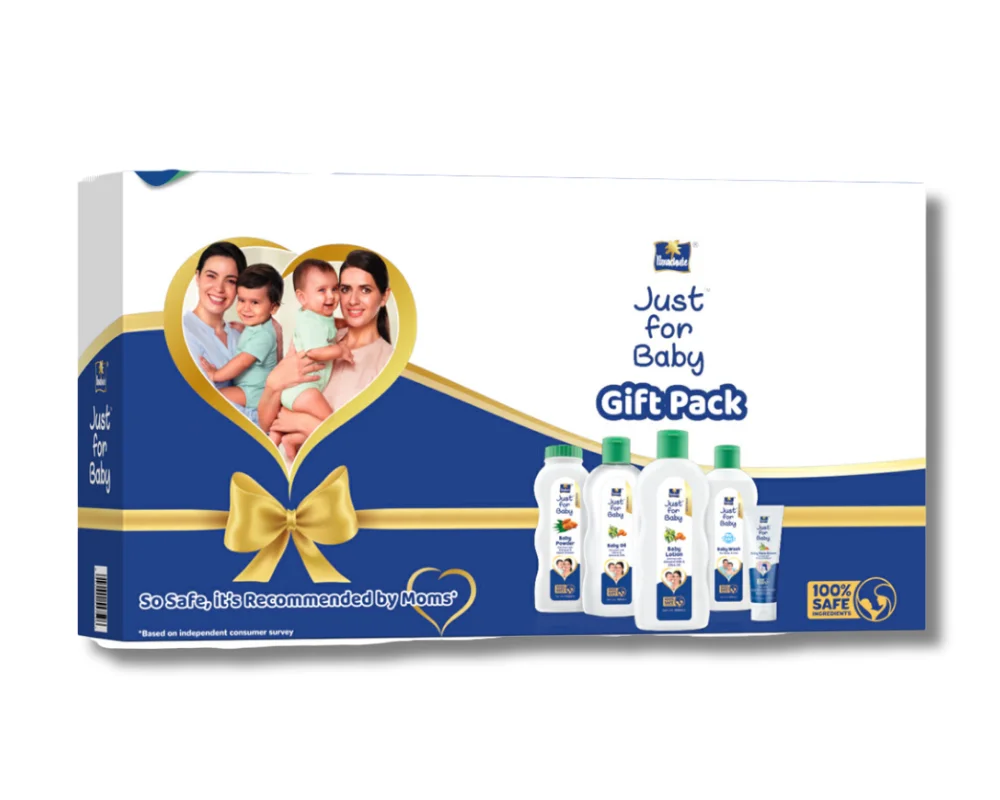 Parachute
Just
for
Baby
Gift Pack
Parachute
Just
for
Baby
Just
for
Baby
Baby
Powder
Just
for
Baby
Baby Oil
Just
for
Baby
Baby
Lotion
Just
for
Baby
Baby Wash
Just
for
Baby
So Safe, it's Recommended by Moms*
*Based on independent consumer survey
100%
SAFE
INGREDIENTS